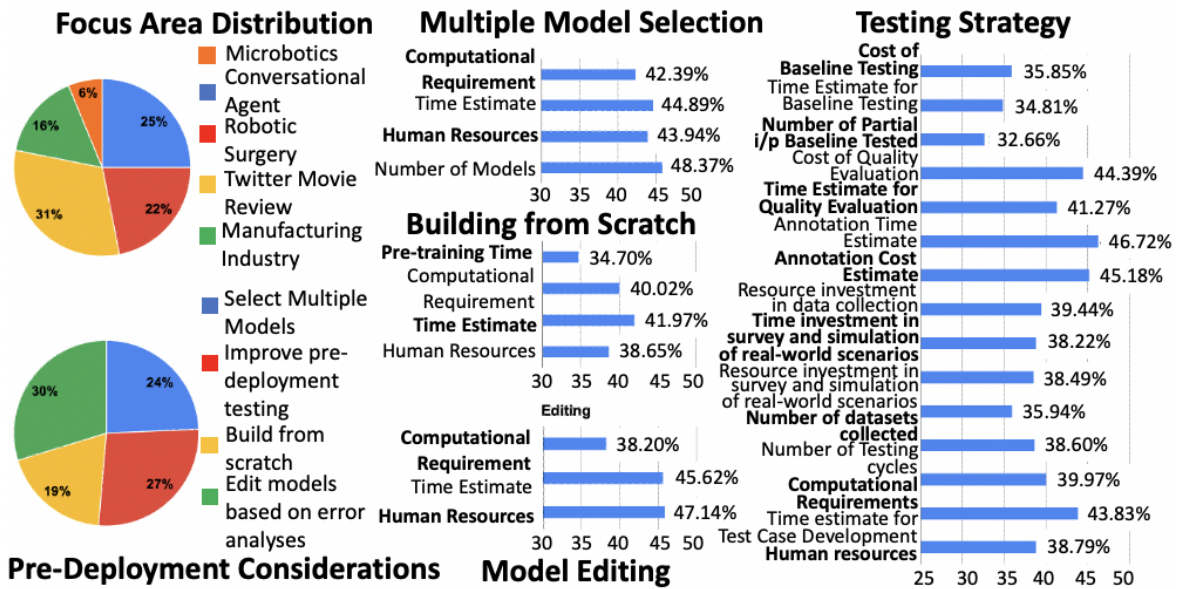 Focus Area Distribution
6%
25%
16%
31%
22%
Microbotics
Conversational
Agent
Robotic
Surgery
Twitter Movie
Review
Manufacturing
Industry
30%
24%
19%
27%
Select Multiple
Models
Improve pre-
deployment
testing
Build from
scratch
Edit models
based on error
analyses
Pre-Deployment Considerations
Multiple Model Selection
Computational
Requirement
42.39%
Time Estimate
44.89%
Human Resources
43.94%
Number of Models
48.37%
30 35 40 45 50
Building from Scratch
Pre-training Time
34.70%
Computational
Requirement
40.02%
Time Estimate
41.97%
Human Resources
38.65%
30 35 40 45 50
Editing
Computational
Requirement
38.20%
Time Estimate
45.62%
Human Resources
47.14%
30 35 40 45 50
Model Editing
Testing Strategy
Cost of
Baseline Testing
35.85%
Time Estimate for
Baseline Testing
34.81%
Number of Partial
i/p Baseline Tested
32.66%
Cost of Quality
Evaluation
44.39%
Time Estimate for
Quality Evaluation
41.27%
Annotation Time
Estimate
46.72%
Annotation Cost
Estimate
45.18%
Resource investment
in data collection
39.44%
Time investment in
survey and simulation
of real-world scenarios
38.22%
Resource investment in
survey and simulation
of real-world scenarios
38.49%
Number of datasets
collected
35.94%
Number of Testing
cycles
38.60%
Computational
Requirements
39.97%
Time estimate for
Test Case Development
43.83%
Human resources
38.79%
25 30 35 40 45 50